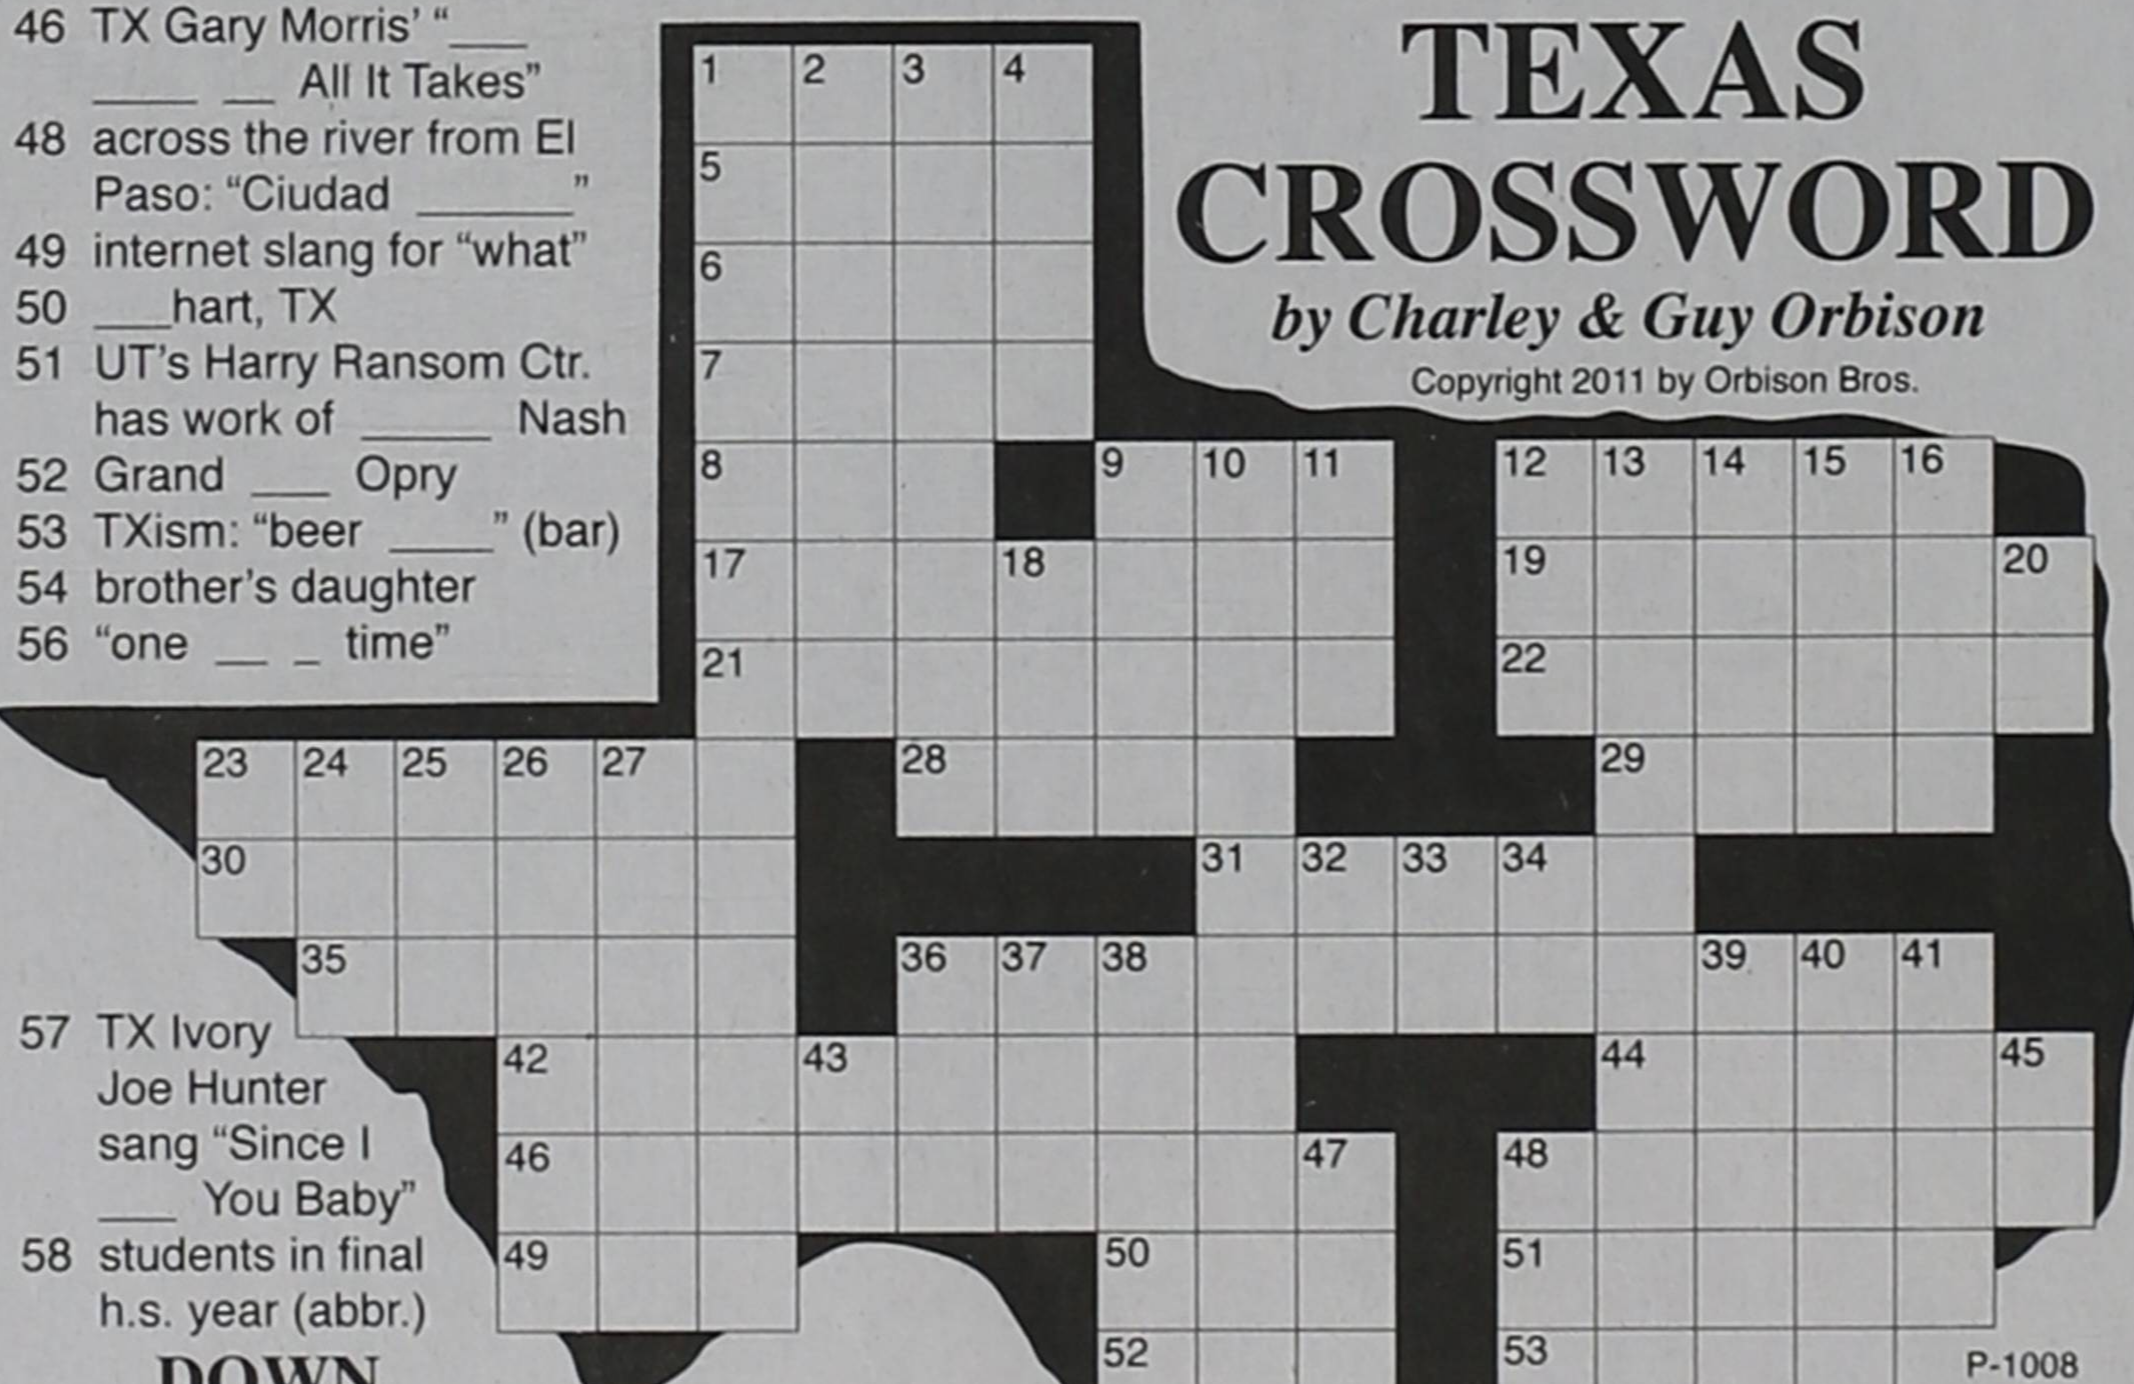 46 TX Gary Morris’ “___
____ __ All It Takes”
48 across the river from El
Paso: “Ciudad ______”
49 internet slang for “what”
50 ___hart, TX
51 UT’s Harry Ransom Ctr.
has work of _____ Nash
52 Grand ___ Opry
53 TXism: “beer ____” (bar)
54 brother’s daughter
56 “one __ _ time”
57 TX Ivory
Joe Hunter
sang “Since I
___ You Baby”
58 students in final
h.s. year (abbr.)
DOWN
TEXAS
CROSSWORD
by Charley & Guy Orbison
Copyright 2011 by Orbison Bros.
1 2 3 4
5
6
7
8 9 10 11 12 13 14 15 16
17 18 19 20
21 22
23 24 25 26 27 28 29
30 31 32 33 34
35 36 37 38 39 40 41
42 43 44 45
46 47 48
49 50 51
52 53
P-1008